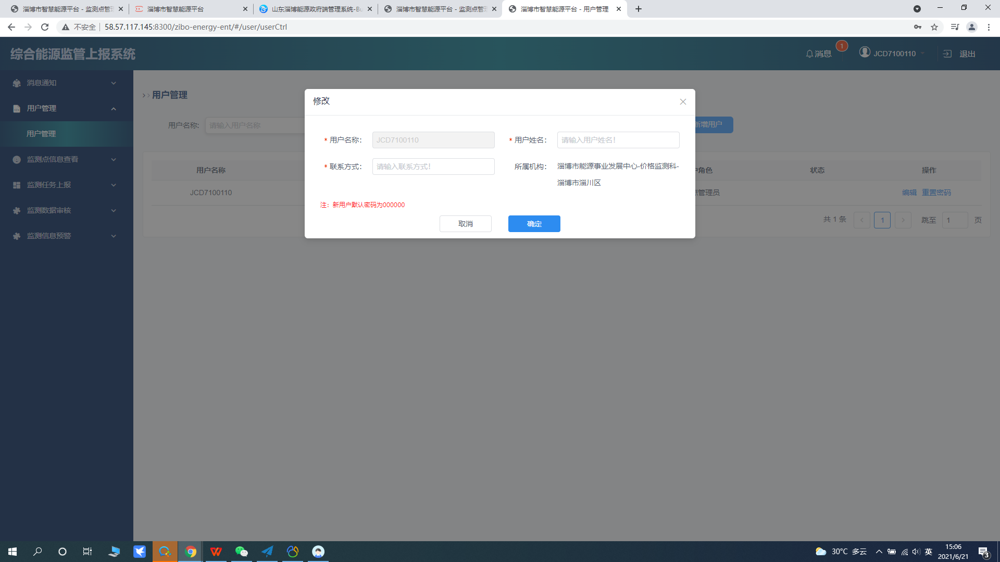 淄博市智慧能源平台 - 监测点管理
淄博市智慧能源平台
山东淄博能源政府端管理系统-Bu
淄博市智慧能源平台 - 监测点管理
淄博市智慧能源平台 - 用户管理
不安全
58.57.117.145:8300/zibo-energy-ent/#/user/userCtrl
综合能源监管上报系统
消息
1
JCD7100110
退出
消息通知
用户管理
用户管理
监测点信息查看
监测任务上报
监测数据审核
监测信息预警
用户管理
用户名称:
请输入用户名称
新增用户
用户名称
户角色
状态
操作
JCD7100110
点管理员
编辑 重置密码
共 1 条
1
跳至
1
页
修改
* 用户名称：
JCD7100110
* 用户姓名：
请输入用户姓名！
* 联系方式：
请输入联系方式！
所属机构：
淄博市能源事业发展中心-价格监测科-
淄博市淄川区
注：新用户默认密码为000000
取消
确定
30°C 多云
英
15:06
2021/6/21
3